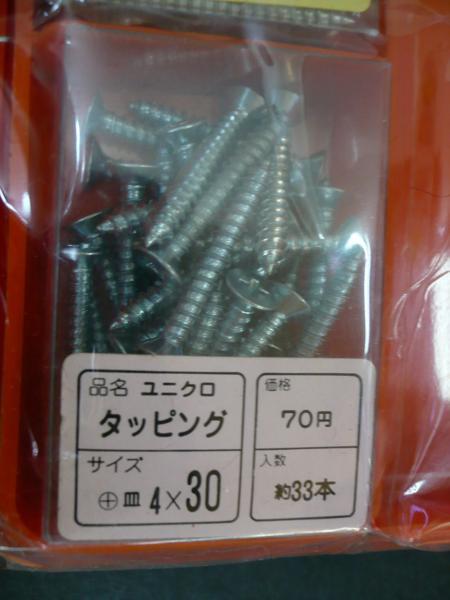 品名 ユニクロ
タッピング
サイズ
⊕皿 4×30
価格
70円
入数
約33本